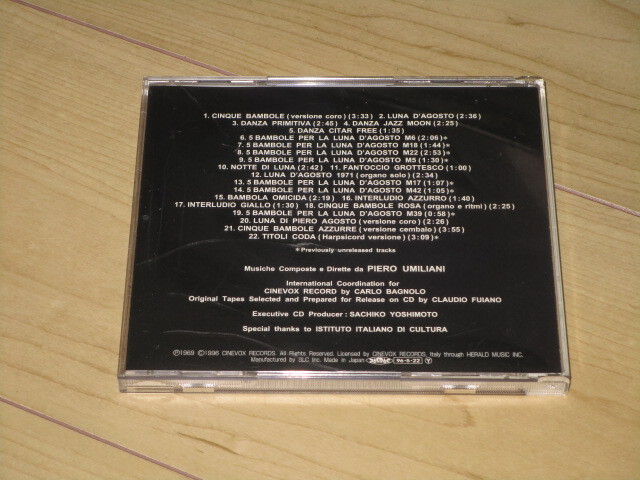 1. CINQUE BAMBOLE (versione coro) (3:33) 2. LUNA D'AGOSTO (2:36)
3. DANZA PRIMITIVA (2:45) 4. DANZA JAZZ MOON (2:25)
5. DANZA CITAR FREE (1:35)
6. 5 BAMBOLE PER LA LUNA D'AGOSTO M6 (2:06)*
7. 5 BAMBOLE PER LA LUNA D'AGOSTO M18 (1:44)*
8. 5 BAMBOLE PER LA LUNA D'AGOSTO M22 (2:53)*
9. 5 BAMBOLE PER LA LUNA D'AGOSTO M5 (1:30)*
10. NOTTE DI LUNA (2:42) 11. FANTOCCIO GROTTESCO (1:00)
12. LUNA D'AGOSTO 1971 (organo solo) (2:34)
13. 5 BAMBOLE PER LA LUNA D'AGOSTO M17 (1:07)*
14. 5 BAMBOLE PER LA LUNA D'AGOSTO M42 (1:05)*
15. BAMBOLA OMICIDA (2:19) 16. INTERLUDIO AZZURRO (1:40)
17. INTERLUDIO GIALLO (1:30) 18. CINQUE BAMBOLE ROSA (organo e ritmi) (2:25)
19. 5 BAMBOLE PER LA LUNA D'AGOSTO M39 (0:58)*
20. LUNA DI PIERO AGOSTO (versione coro) (2:26)
21. CINQUE BAMBOLE AZZURRE (versione cembalo) (3:55)
22. TITOLI CODA (Harpsicord versione) (3:09)*
*Previously unreleased tracks
Musiche Composte e Dirette da PIERO UMILIANI
International Coordination for
CINEVOX RECORD by CARLO BAGNOLO
Original Tapes Selected and Prepared for Release on CD by CLAUDIO FUIANO
Executive CD Producer : SACHIKO YOSHIMOTO
Special thanks to ISTITUTO ITALIANO DI CULTURA
Ⓟ1969 Ⓒ1996 CINEVOX RECORDS. All Rights Reserved. Licensed by CINEVOX RECORDS, Italy through HERALD MUSIC INC.
Manufactured by SLC Inc. Made in Japan 96·5·22 Ⓨ